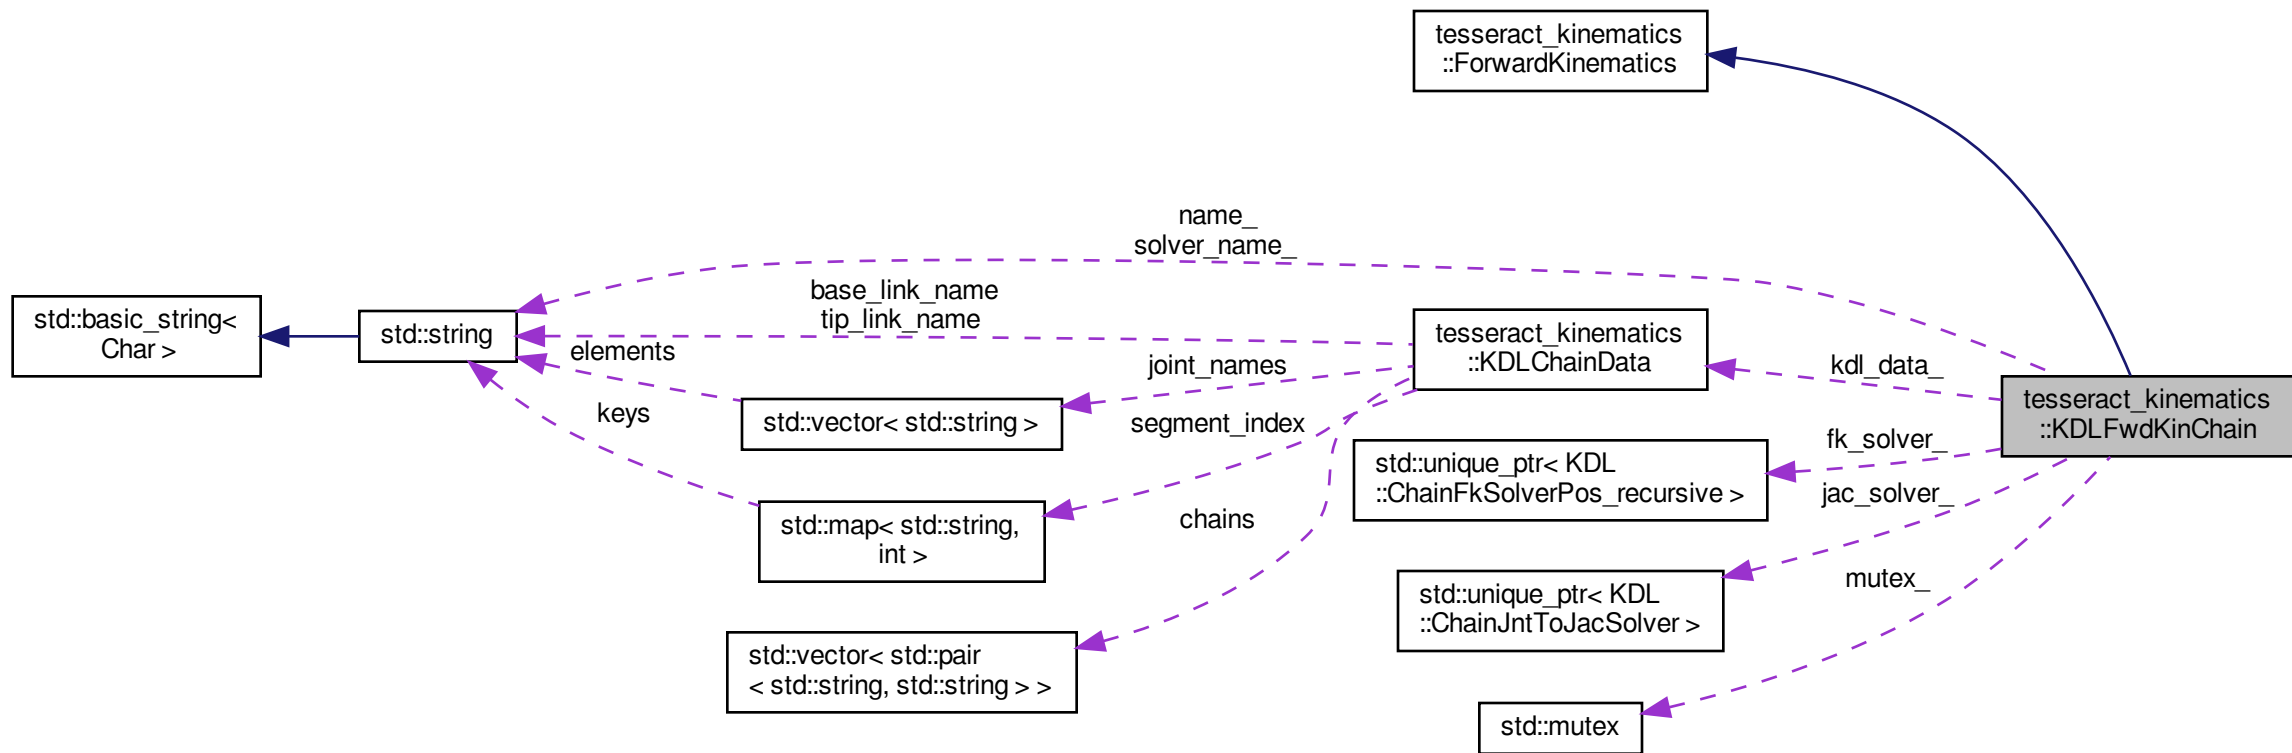 tesseract_kinematics
::ForwardKinematics
name_
solver_name_
base_link_name
tip_link_name
std::basic_string<
Char >
std::string
elements
joint_names
tesseract_kinematics
::KDLChainData
kdl_data_
tesseract_kinematics
::KDLFwdKinChain
keys
std::vector< std::string >
segment_index
fk_solver_
std::unique_ptr< KDL
::ChainFkSolverPos_recursive >
jac_solver_
std::map< std::string,
int >
chains
std::unique_ptr< KDL
::ChainJntToJacSolver >
mutex_
std::vector< std::pair
< std::string, std::string > >
std::mutex